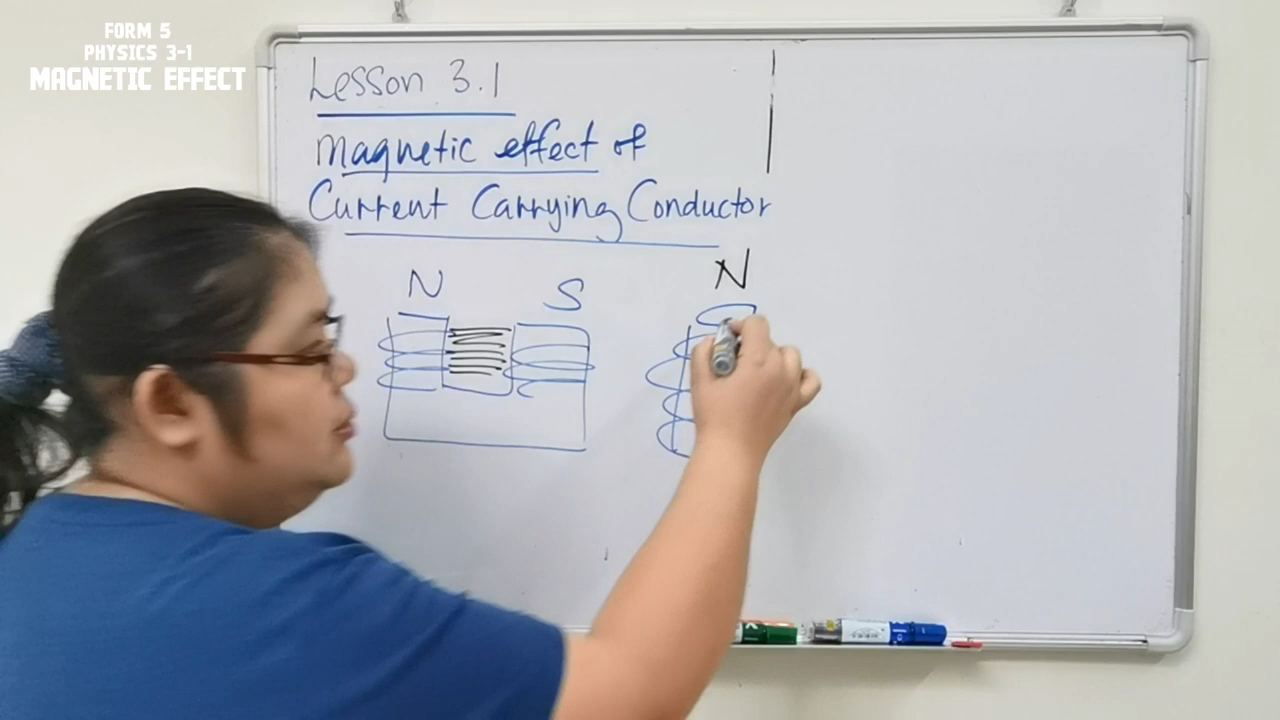 FORM 5
PHYSICS 3-1
MAGNETIC EFFECT
Lesson 3.1
Magnetic effect of
Current Carrying Conductor
N S N